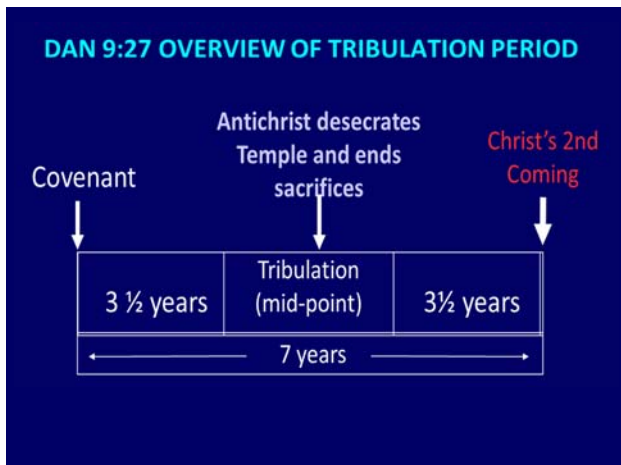 DAN 9:27 OVERVIEW OF TRIBULATION PERIOD
Antichrist desecrates
Temple and ends
sacrifices
Christ's 2nd
Coming
Covenant
3 ½ years
Tribulation
(mid-point)
3½ years
7 years